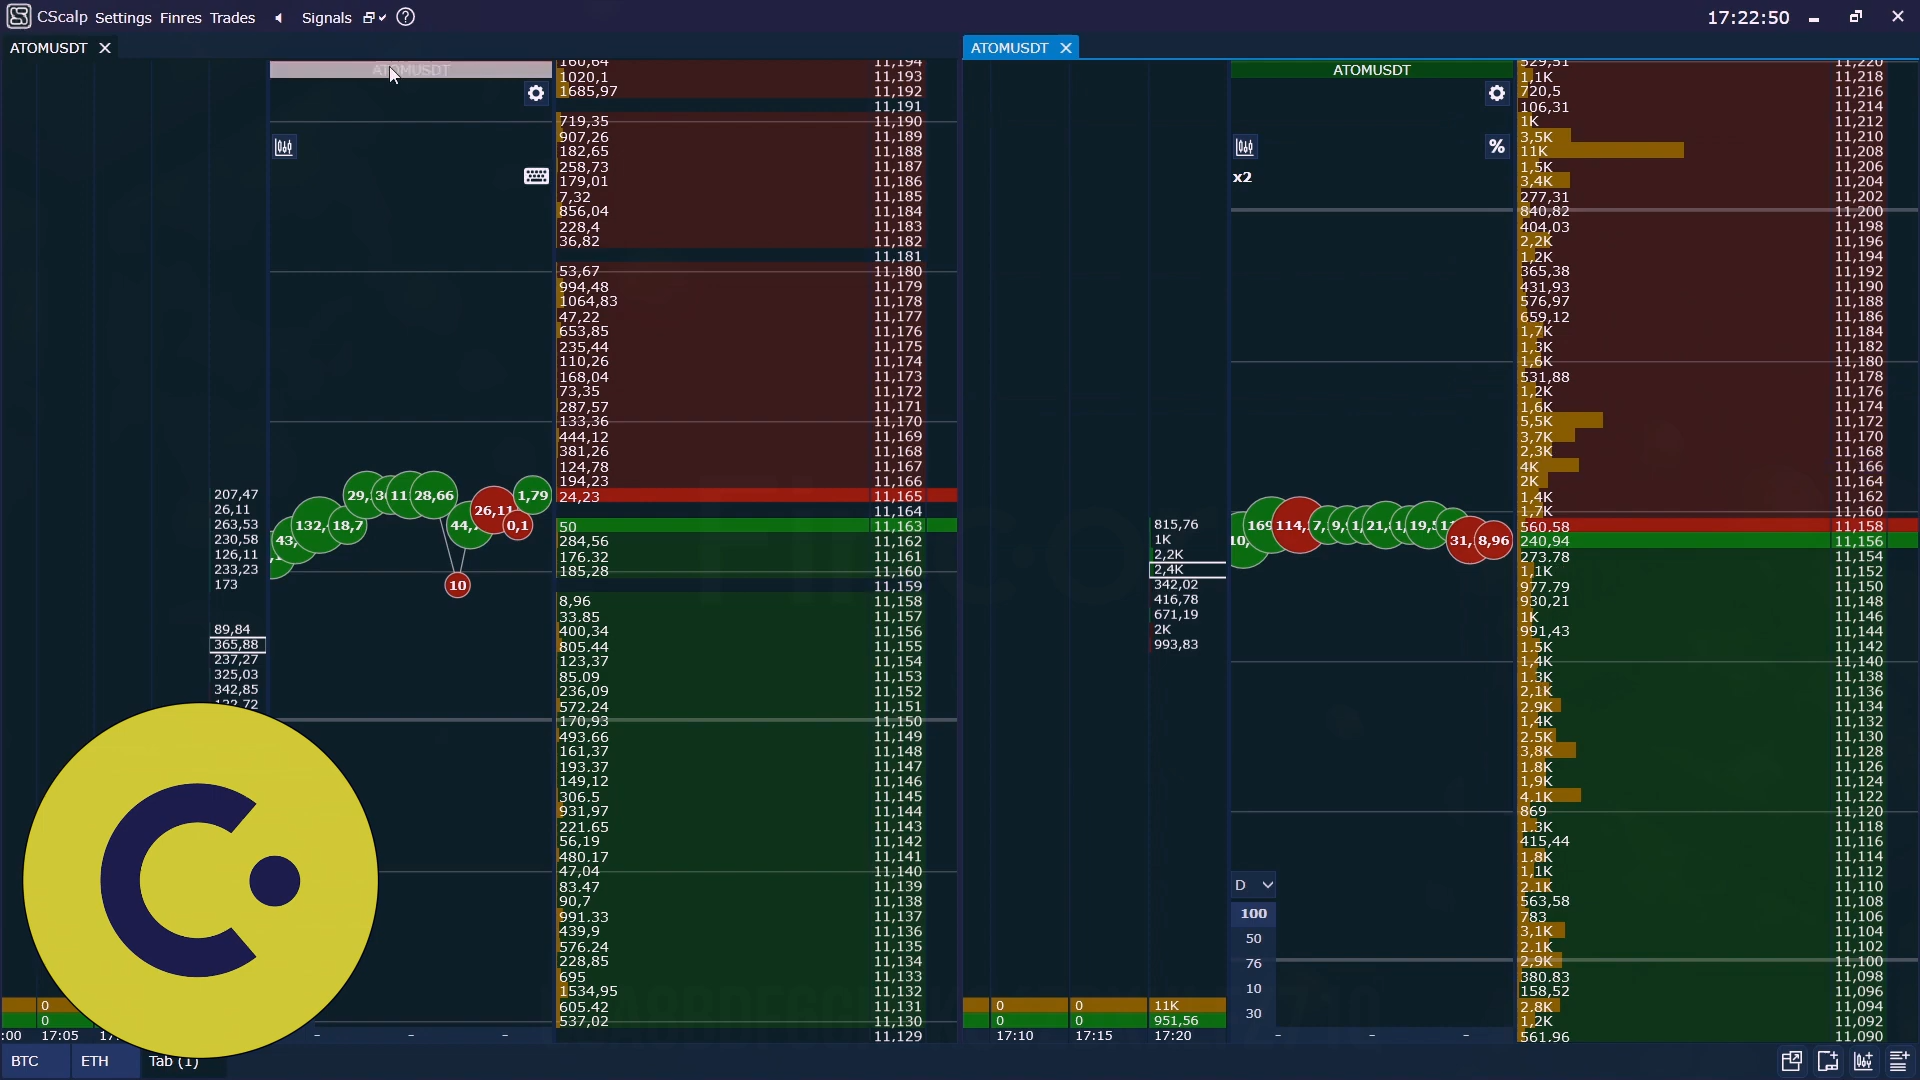 CScalp Settings Finres Trades Signals 17:22:50
ATOMUSDT
ATOMUSDT
ATOMUSDT
160,64 11,194
1020,1 11,193
1685,97 11,192
11,191
719,35 11,190
907,26 11,189
182,65 11,188
258,73 11,187
179,01 11,186
7,32 11,185
856,04 11,184
228,4 11,183
36,82 11,182
11,181
53,67 11,180
994,48 11,179
1064,83 11,178
47,22 11,177
653,85 11,176
235,44 11,175
110,26 11,174
168,04 11,173
73,35 11,172
287,57 11,171
133,36 11,170
444,12 11,169
381,26 11,168
124,78 11,167
194,23 11,166
24,23 11,165
11,164
50 11,163
284,56 11,162
176.32 11,161
185,28 11,160
11,159
8,96 11,158
33.85 11,157
400,34 11,156
805.44 11,155
123,37 11,154
85.09 11,153
236,09 11,152
572.24 11,151
170,93 11,150
493.66 11,149
161,37 11,148
193.37 11,147
149,12 11,146
306.5 11,145
931,97 11,144
221.65 11,143
56,19 11,142
480.17 11,141
47,04 11,140
83.47 11,139
90,7 11,138
991.33 11,137
439,9 11,136
576.24 11,135
228,85 11,134
695 11,133
1534,95 11,132
605.42 11,131
537,02 11,130
11,129
207,47
26,11
263,53
230,58
126,11
233,23
173
89,84
365,88
237,27
325,03
342,85
18,7 28,66 26,11 0,1 1,79
10
0
0
:00 17:05
ATOMUSDT
%
x2
529,51 11,220
1,1K 11,218
720,5 11,216
106,31 11,214
1K 11,212
3,5K 11,210
11K 11,208
1,5K 11,206
3,4K 11,204
277,31 11,202
840,82 11,200
404,03 11,198
2,2K 11,196
1,2K 11,194
365,38 11,192
431,93 11,190
576,97 11,188
659,12 11,186
1,7K 11,184
1,3K 11,182
1,6K 11,180
531,88 11,178
1,2K 11,176
1,6K 11,174
5,5K 11,172
3,7K 11,170
2,3K 11,168
4K 11,166
2K 11,164
1,4K 11,162
1,7K 11,160
560.58 11,158
240,94 11,156
273.78 11,154
1,1K 11,152
977.79 11,150
930,21 11,148
1K 11,146
991,43 11,144
1.5K 11,142
1,4K 11,140
1.3K 11,138
2,1K 11,136
2.9K 11,134
1,4K 11,132
2.5K 11,130
3,8K 11,128
1.8K 11,126
1,9K 11,124
4.1K 11,122
869 11,120
1.3K 11,118
415,44 11,116
1.8K 11,114
1,1K 11,112
2.1K 11,110
563,58 11,108
783 11,106
3,1K 11,104
2.1K 11,102
2,9K 11,100
380.83 11,098
158,52 11,096
2.8K 11,094
1,2K 11,092
561.96 11,090
815,76
1K
2,2K
2,4K
342,02
416,78
671,19
2K
993,83
8,96
D
100
50
76
10
30
0 0 11K
0 0 951,56
17:10 17:15 17:20
BTC ETH Tab (1)